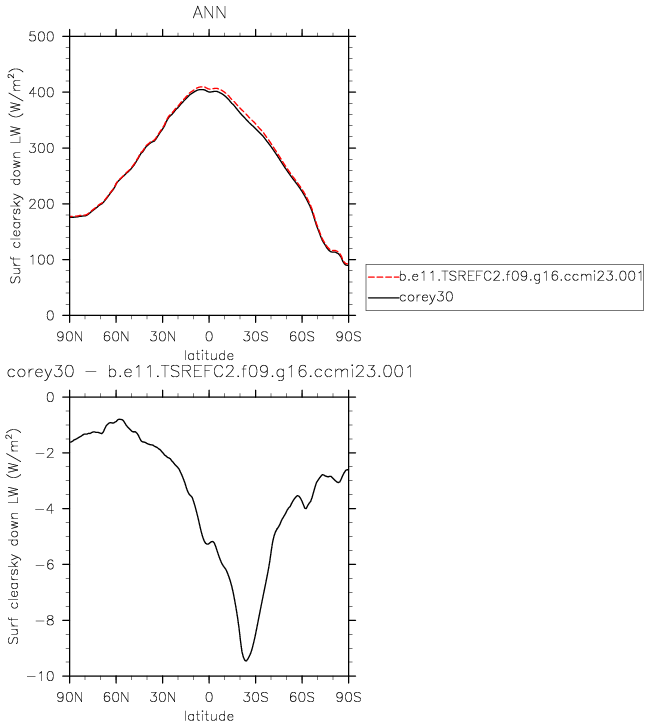 ANN
500
400
300
200
100
0
Surf clearsky down LW (W/m²)
90N 60N 30N 0 30S 60S 90S
latitude
b.e11.TSREFC2.f09.g16.ccmi23.001
corey30
corey30 − b.e11.TSREFC2.f09.g16.ccmi23.001
0
−2
−4
−6
−8
−10
Surf clearsky down LW (W/m²)
90N 60N 30N 0 30S 60S 90S
latitude